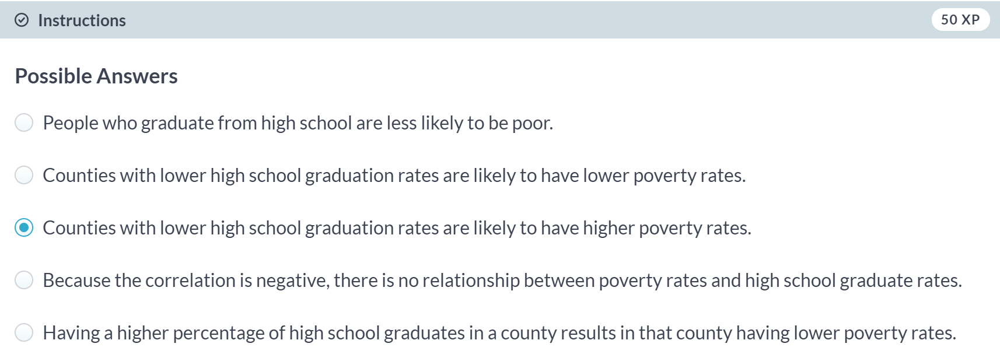 Instructions
50 XP
Possible Answers
People who graduate from high school are less likely to be poor.
Counties with lower high school graduation rates are likely to have lower poverty rates.
Counties with lower high school graduation rates are likely to have higher poverty rates.
Because the correlation is negative, there is no relationship between poverty rates and high school graduate rates.
Having a higher percentage of high school graduates in a county results in that county having lower poverty rates.